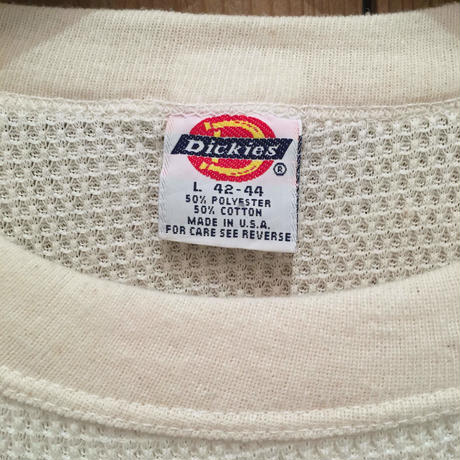 Dickies
®
L 42-44
50% POLYESTER
50% COTTON
MADE IN U.S.A.
FOR CARE SEE REVERSE